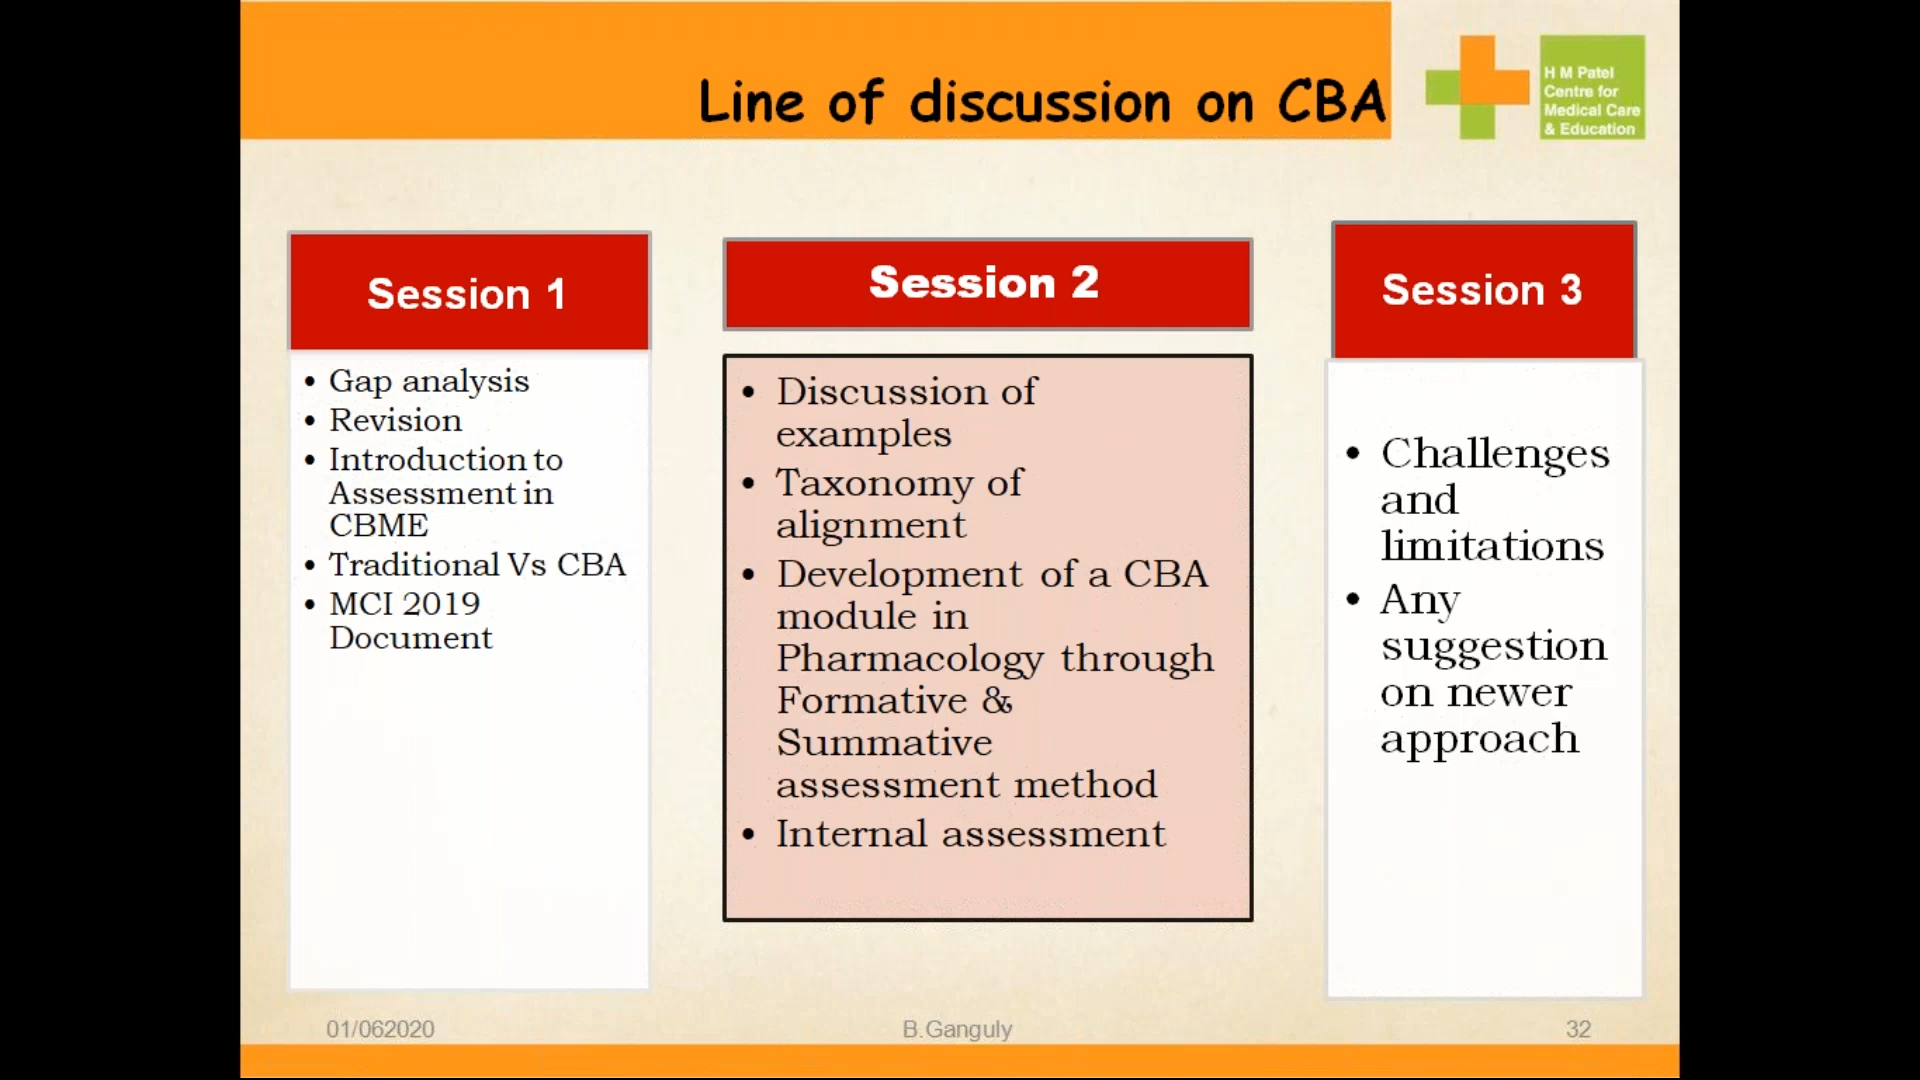 Line of discussion on CBA
H M Patel
Centre for
Medical Care
& Education
Session 1
• Gap analysis
• Revision
• Introduction to
Assessment in
CBME
• Traditional Vs CBA
• MCI 2019
Document
Session 2
• Discussion of
examples
• Taxonomy of
alignment
• Development of a CBA
module in
Pharmacology through
Formative &
Summative
assessment method
• Internal assessment
Session 3
• Challenges
and
limitations
• Any
suggestion
on newer
approach
01/062020
B.Ganguly
32